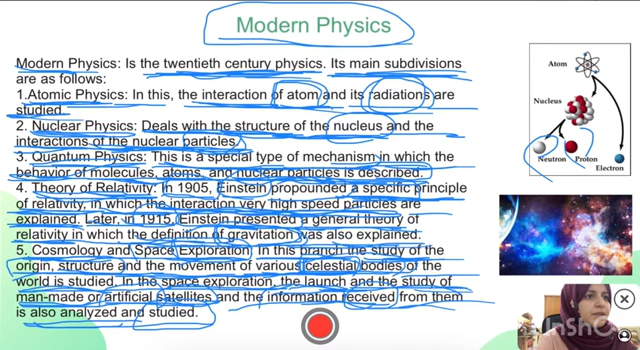 Modern Physics
Modern Physics: Is the twentieth century physics. Its main subdivisions
are as follows:
1.Atomic Physics: In this, the interaction of atom and its radiations are
studied.
2. Nuclear Physics: Deals with the structure of the nucleus and the
interactions of the nuclear particles.
3. Quantum Physics: This is a special type of mechanism in which the
behavior of molecules, atoms, and nuclear particles is described.
4. Theory of Relativity: In 1905, Einstein propounded a specific principle
of relativity, in which the interaction very high speed particles are
explained. Later, in 1915, Einstein presented a general theory of
relativity in which the definition of gravitation was also explained.
5. Cosmology and Space Exploration: In this branch the study of the
origin, structure and the movement of various celestial bodies of the
world is studied. In the space exploration, the launch and the study of
man-made or artificial satellites and the information received from them
is also analyzed and studied.
Atom
Nucleus
Neutron
Proton
Electron
InShO